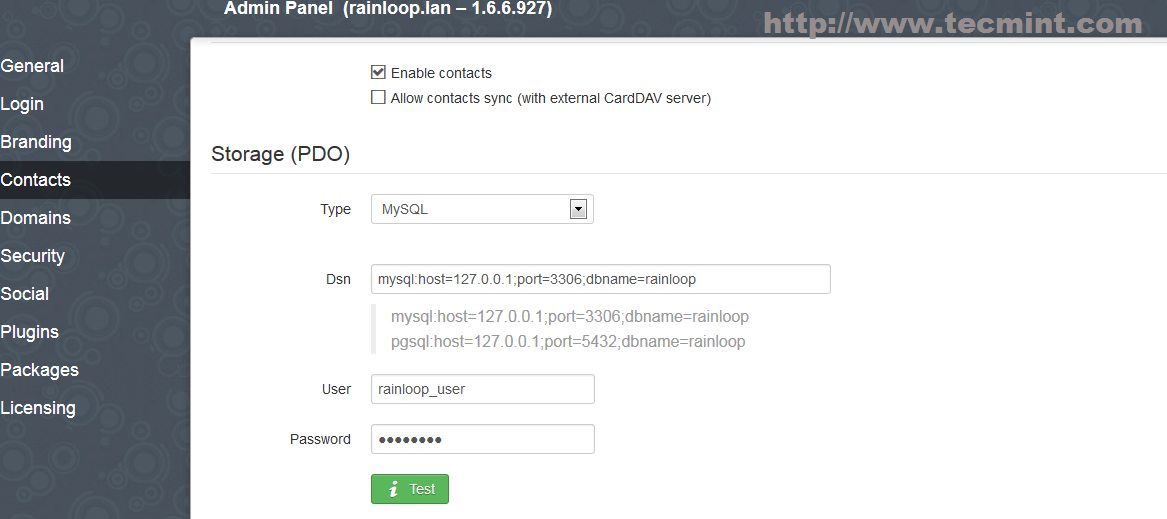 Admin Panel (rainloop.lan – 1.6.6.927)
http://www.tecmint.com
General
Login
Branding
Contacts
Domains
Security
Social
Plugins
Packages
Licensing
Enable contacts
Allow contacts sync (with external CardDAV server)
Storage (PDO)
Type MySQL
Dsn mysql:host=127.0.0.1;port=3306;dbname=rainloop
mysql:host=127.0.0.1;port=3306;dbname=rainloop
pgsql:host=127.0.0.1;port=5432;dbname=rainloop
User rainloop_user
Password ••••••••
i Test